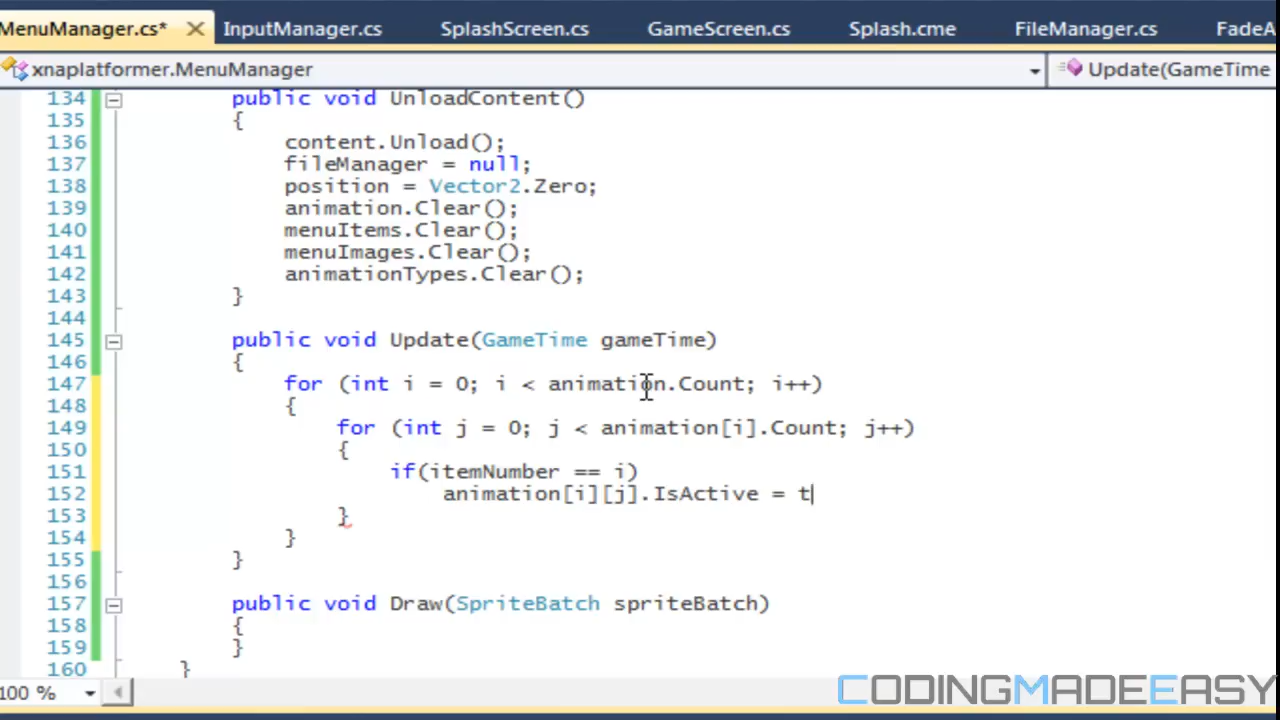 MenuManager.cs* InputManager.cs SplashScreen.cs GameScreen.cs Splash.cme FileManager.cs FadeA
xnaplatformer.MenuManager Update(GameTime
134 public void UnloadContent()
135 {
136 content.Unload();
137 fileManager = null;
138 position = Vector2.Zero;
139 animation.Clear();
140 menuItems.Clear();
141 menuImages.Clear();
142 animationTypes.Clear();
143 }
144
145 public void Update(GameTime gameTime)
146 {
147 for (int i = 0; i < animation.Count; i++)
148 {
149 for (int j = 0; j < animation[i].Count; j++)
150 {
151 if(itemNumber == i)
152 animation[i][j].IsActive = t
153 }
154 }
155 }
156
157 public void Draw(SpriteBatch spriteBatch)
158 {
159 }
160 }
100 %
CODINGMADEEASY